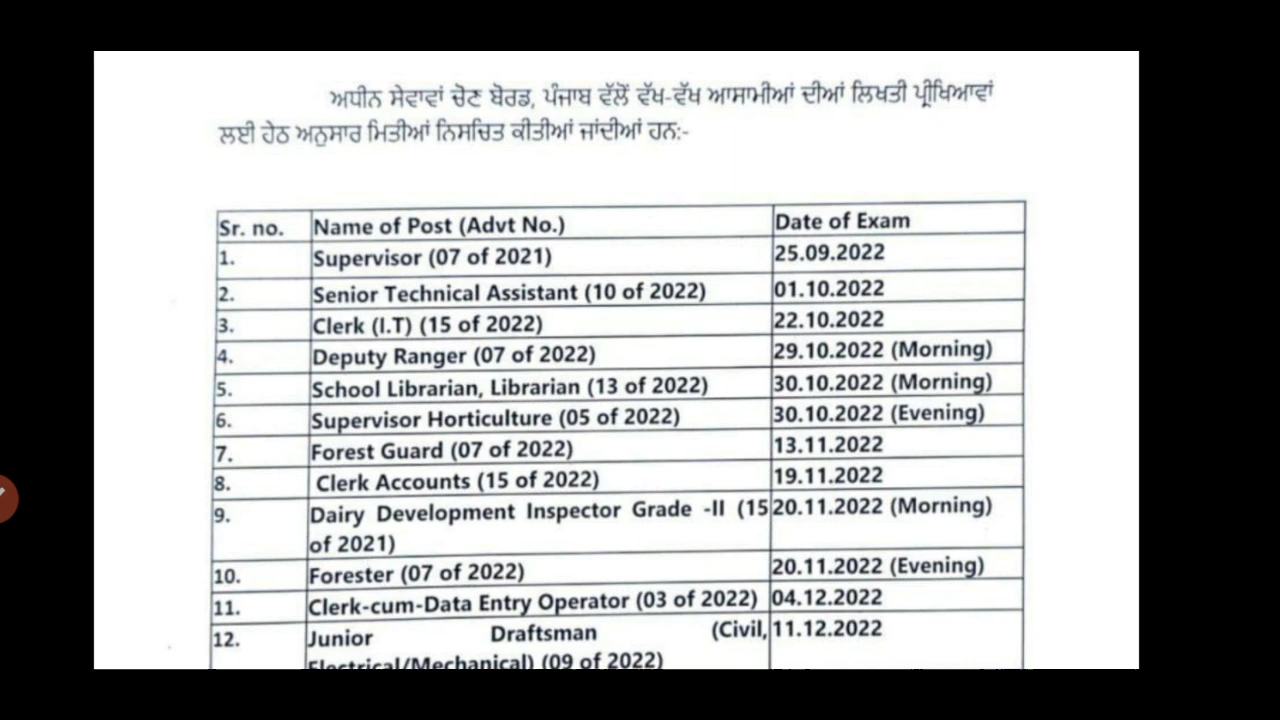 ਅਧੀਨ ਸੇਵਾਵਾਂ ਚੋਣ ਬੋਰਡ, ਪੰਜਾਬ ਵੱਲੋਂ ਵੱਖ-ਵੱਖ ਆਸਾਮੀਆਂ ਦੀਆਂ ਲਿਖਤੀ ਪ੍ਰੀਖਿਆਵਾਂ
ਲਈ ਹੇਠ ਅਨੁਸਾਰ ਮਿਤੀਆਂ ਨਿਸਚਿਤ ਕੀਤੀਆਂ ਜਾਂਦੀਆਂ ਹਨ:-
Sr. no. Name of Post (Advt No.) Date of Exam
1. Supervisor (07 of 2021) 25.09.2022
2. Senior Technical Assistant (10 of 2022) 01.10.2022
3. Clerk (I.T) (15 of 2022) 22.10.2022
4. Deputy Ranger (07 of 2022) 29.10.2022 (Morning)
5. School Librarian, Librarian (13 of 2022) 30.10.2022 (Morning)
6. Supervisor Horticulture (05 of 2022) 30.10.2022 (Evening)
7. Forest Guard (07 of 2022) 13.11.2022
8. Clerk Accounts (15 of 2022) 19.11.2022
9. Dairy Development Inspector Grade -II (15 20.11.2022 (Morning)
of 2021)
10. Forester (07 of 2022) 20.11.2022 (Evening)
11. Clerk-cum-Data Entry Operator (03 of 2022) 04.12.2022
12. Junior Draftsman (Civil, 11.12.2022
Electrical/Mechanical) (09 of 2022)